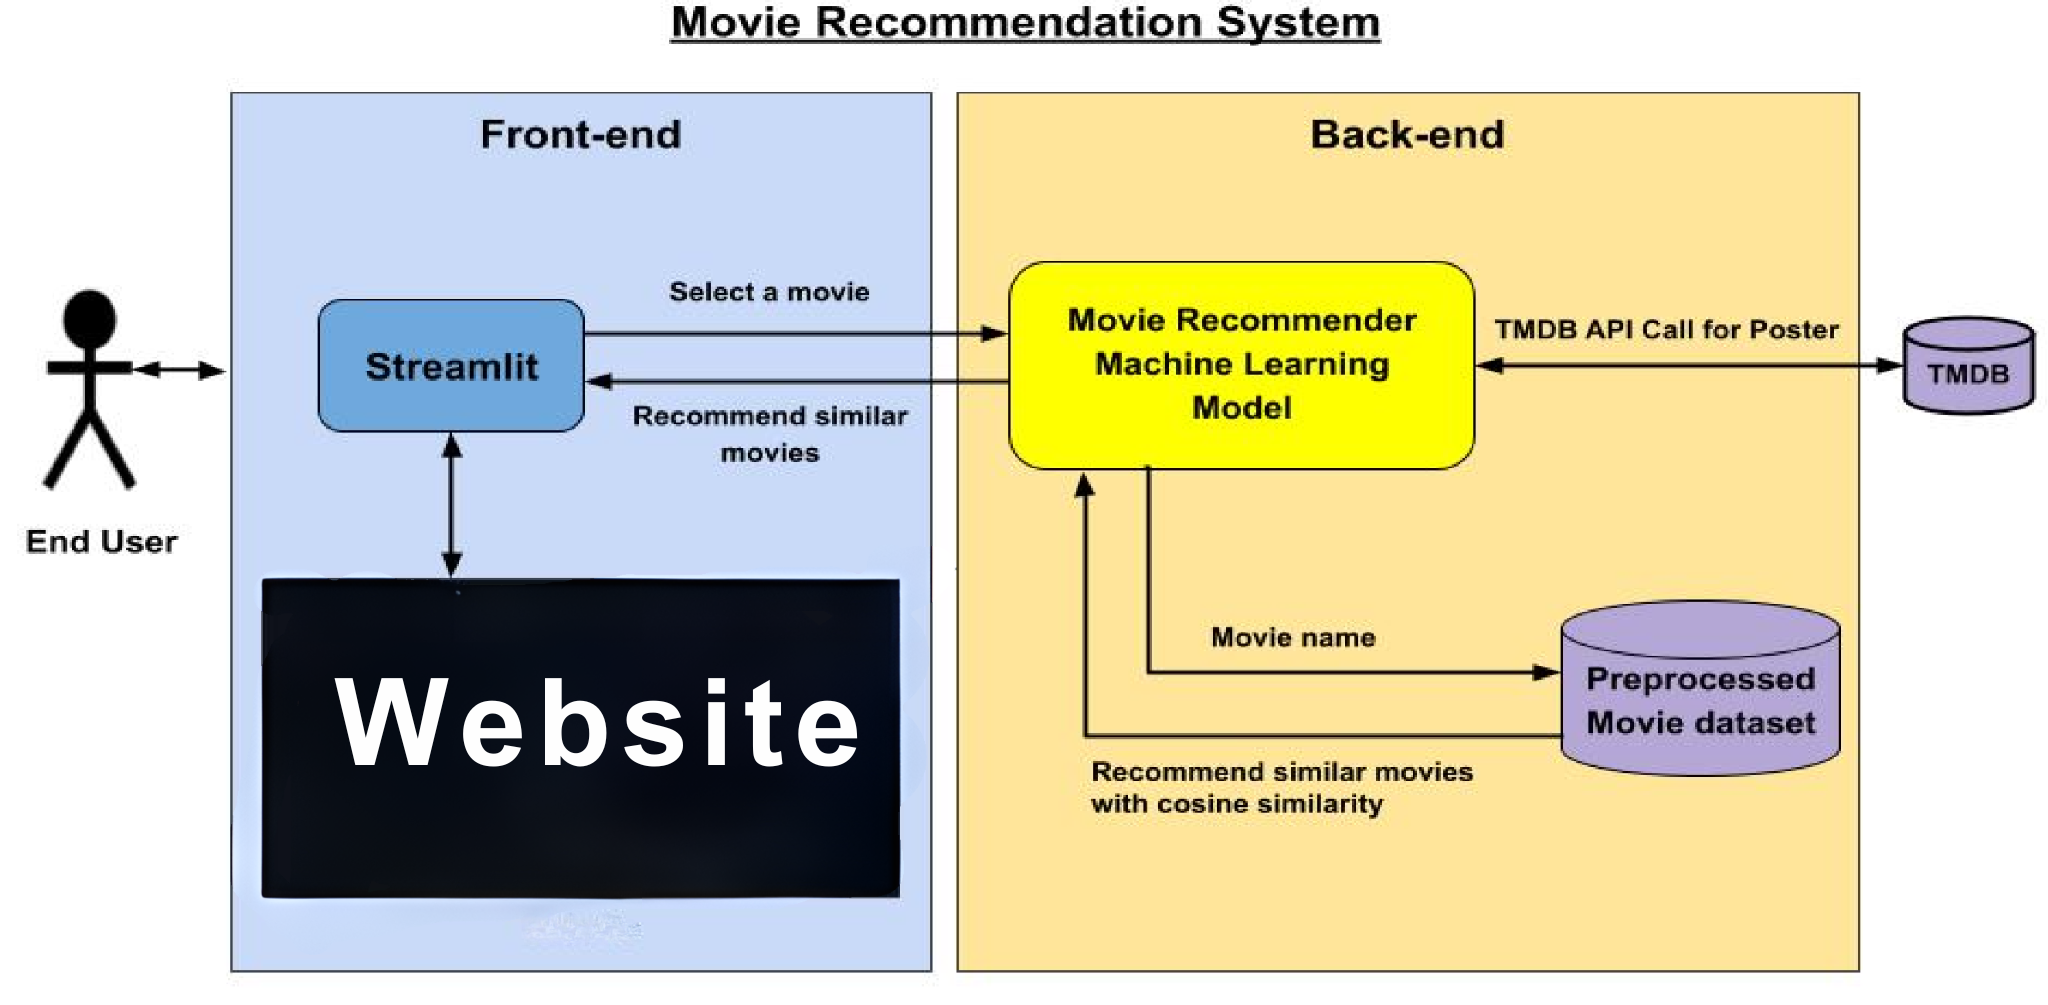 Movie Recommendation System
Front-end
Back-end
Select a movie
Streamlit
Recommend similar
movies
Movie Recommender
Machine Learning
Model
TMDB API Call for Poster
TMDB
End User
Website
Movie name
Preprocessed
Movie dataset
Recommend similar movies
with cosine similarity